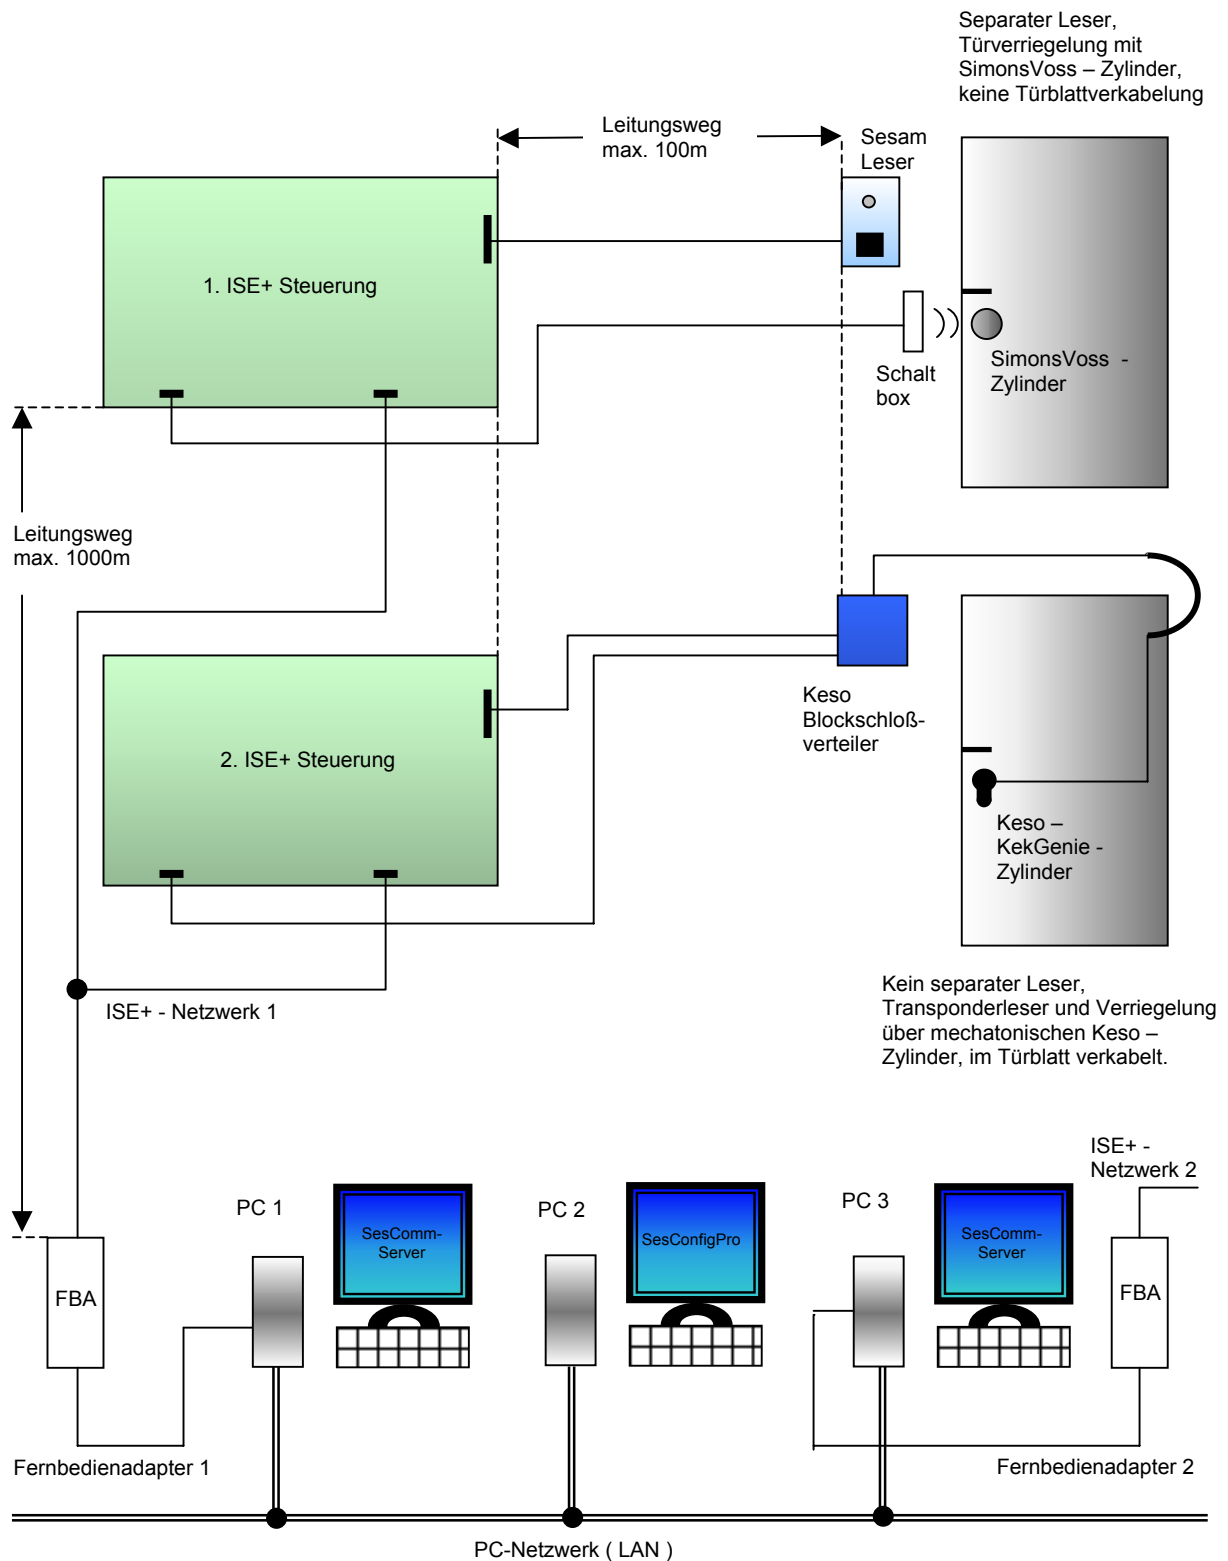 Separater Leser,
Türverriegelung mit
SimonsVoss – Zylinder,
keine Türblattverkabelung
Leitungsweg
max. 100m
Sesam
Leser
1. ISE+ Steuerung
SimonsVoss -
Zylinder
Schalt
box
Leitungsweg
max. 1000m
2. ISE+ Steuerung
Keso
Blockschloß-
verteiler
Keso –
KekGenie -
Zylinder
ISE+ - Netzwerk 1
Kein separater Leser,
Transponderleser und Verriegelung
über mechatonischen Keso –
Zylinder, im Türblatt verkabelt.
ISE+ -
Netzwerk 2
PC 1
SesComm-
Server
PC 2
SesConfigPro
PC 3
SesComm-
Server
FBA
FBA
Fernbedienadapter 1
Fernbedienadapter 2
PC-Netzwerk ( LAN )